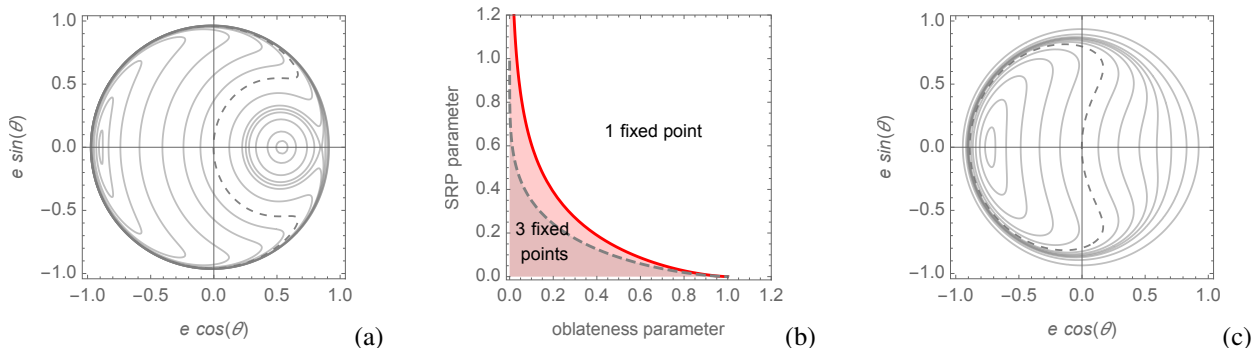 1.0
0.5
0.0
−0.5
−1.0
e sin(θ)
−1.0 −0.5 0.0 0.5 1.0
e cos(θ)
(a)
1.2
1.0
0.8
0.6
0.4
0.2
0.0
SRP parameter
1 fixed point
3 fixed
points
0.0 0.2 0.4 0.6 0.8 1.0 1.2
oblateness parameter
(b)
1.0
0.5
0.0
−0.5
−1.0
e sin(θ)
−1.0 −0.5 0.0 0.5 1.0
e cos(θ)
(c)